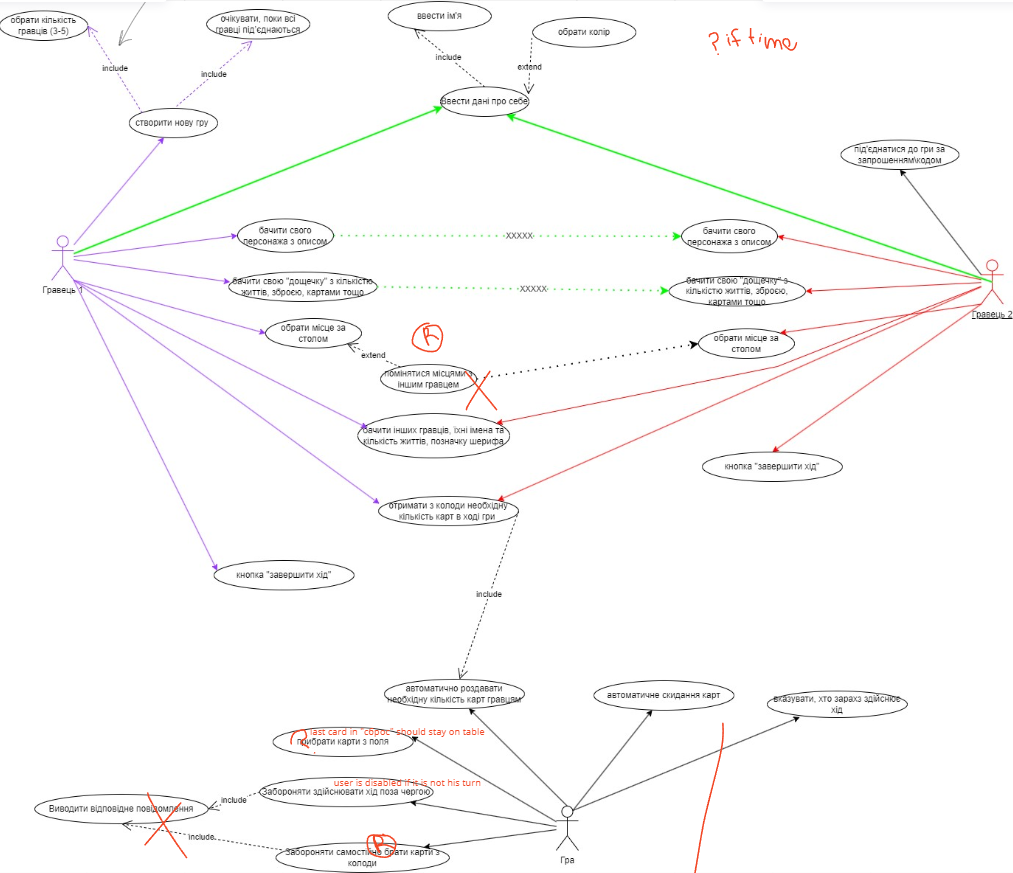 обрати кількість
гравців (3-5)
очікувати, поки всі
гравці під'єднаються
ввести ім'я
обрати колір
? if time
include
include
include
extend
Ввести дані про себе
створити нову гру
під'єднатися до гри за
запрошенням\кодом
бачити свого
персонажа з описом
XXXXX
бачити свого
персонажа з описом
Гравець 1
бачити свою "дощечку" з кількістю
життів, зброєю, картами тощо
XXXXX
бачити свою "дощечку" з
кількістю життів, зброєю,
картами тощо
Гравець 2
обрати місце за
столом
R
обрати місце за
столом
extend
помінятися місцями з
іншим гравцем
бачити інших гравців, їхні імена та
кількість життів, позначку шерифа
кнопка "завершити хід"
отримати з колоди необхідну
кількість карт в ході гри
кнопка "завершити хід"
include
автоматично роздавати
необхідну кількість карт гравцям
автоматичне скидання карт
вказувати, хто зарахз здійснює
хід
R
last card in "сброс" should stay on table
прибрати карти з поля
user is disabled if it is not his turn
Забороняти здійснювати хід поза чергою
include
Виводити відповідне повідомлення
include
R
Забороняти самостійно брати карти з
колоди
Гра